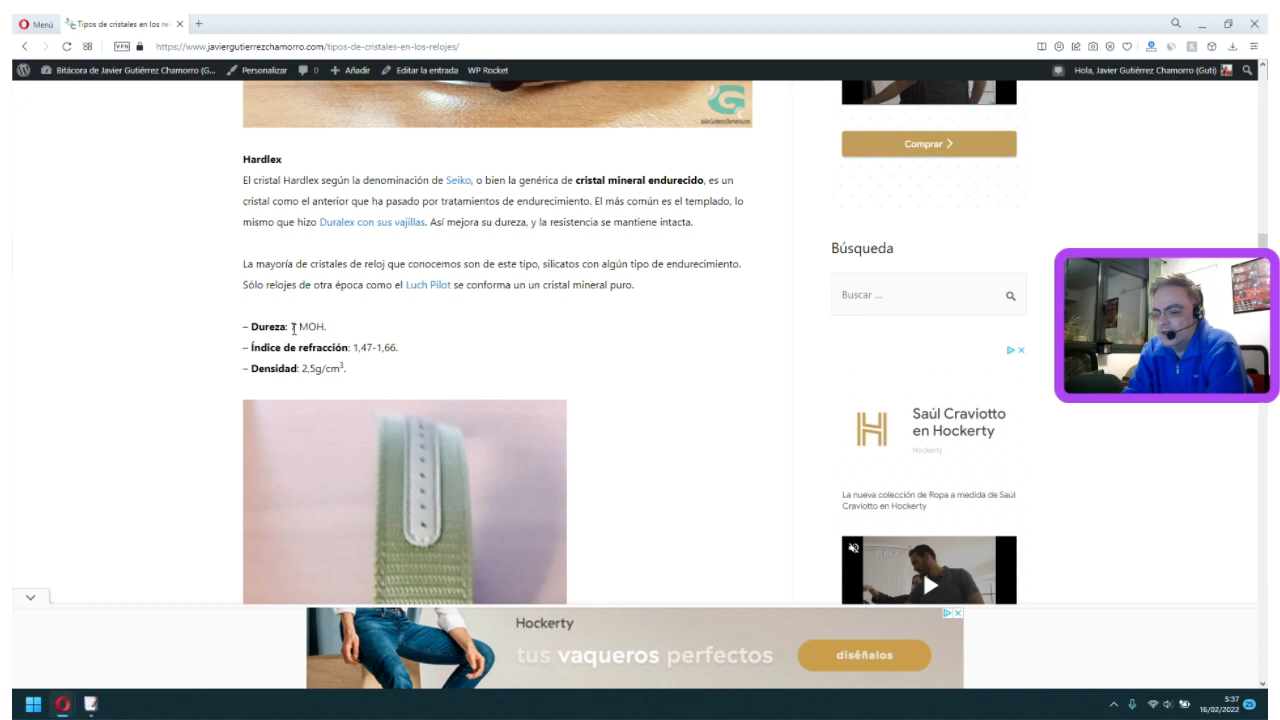 Menú
Tipos de cristales en los re
VPN
https://www.javiergutierrezchamorro.com/tipos-de-cristales-en-los-relojes/
Bitácora de Javier Gutiérrez Chamorro (G...
Personalizar
0
Añadir
Editar la entrada
WP Rocket
Hola, Javier Gutiérrez Chamorro (Guti)
JavierGutierrezChamorro.com
Hardlex
El cristal Hardlex según la denominación de Seiko, o bien la genérica de cristal mineral endurecido, es un
cristal como el anterior que ha pasado por tratamientos de endurecimiento. El más común es el templado, lo
mismo que hizo Duralex con sus vajillas. Así mejora su dureza, y la resistencia se mantiene intacta.
La mayoría de cristales de reloj que conocemos son de este tipo, silicatos con algún tipo de endurecimiento.
Sólo relojes de otra época como el Luch Pilot se conforma un un cristal mineral puro.
– Dureza: 7 MOH.
– Índice de refracción: 1,47-1,66.
– Densidad: 2,5g/cm³.
Comprar
Búsqueda
Buscar ...
Saúl Craviotto
en Hockerty
Hockerty
La nueva colección de Ropa a medida de Saúl
Craviotto en Hockerty
Hockerty
tus vaqueros perfectos
diséñalos
5:37
16/02/2022
25